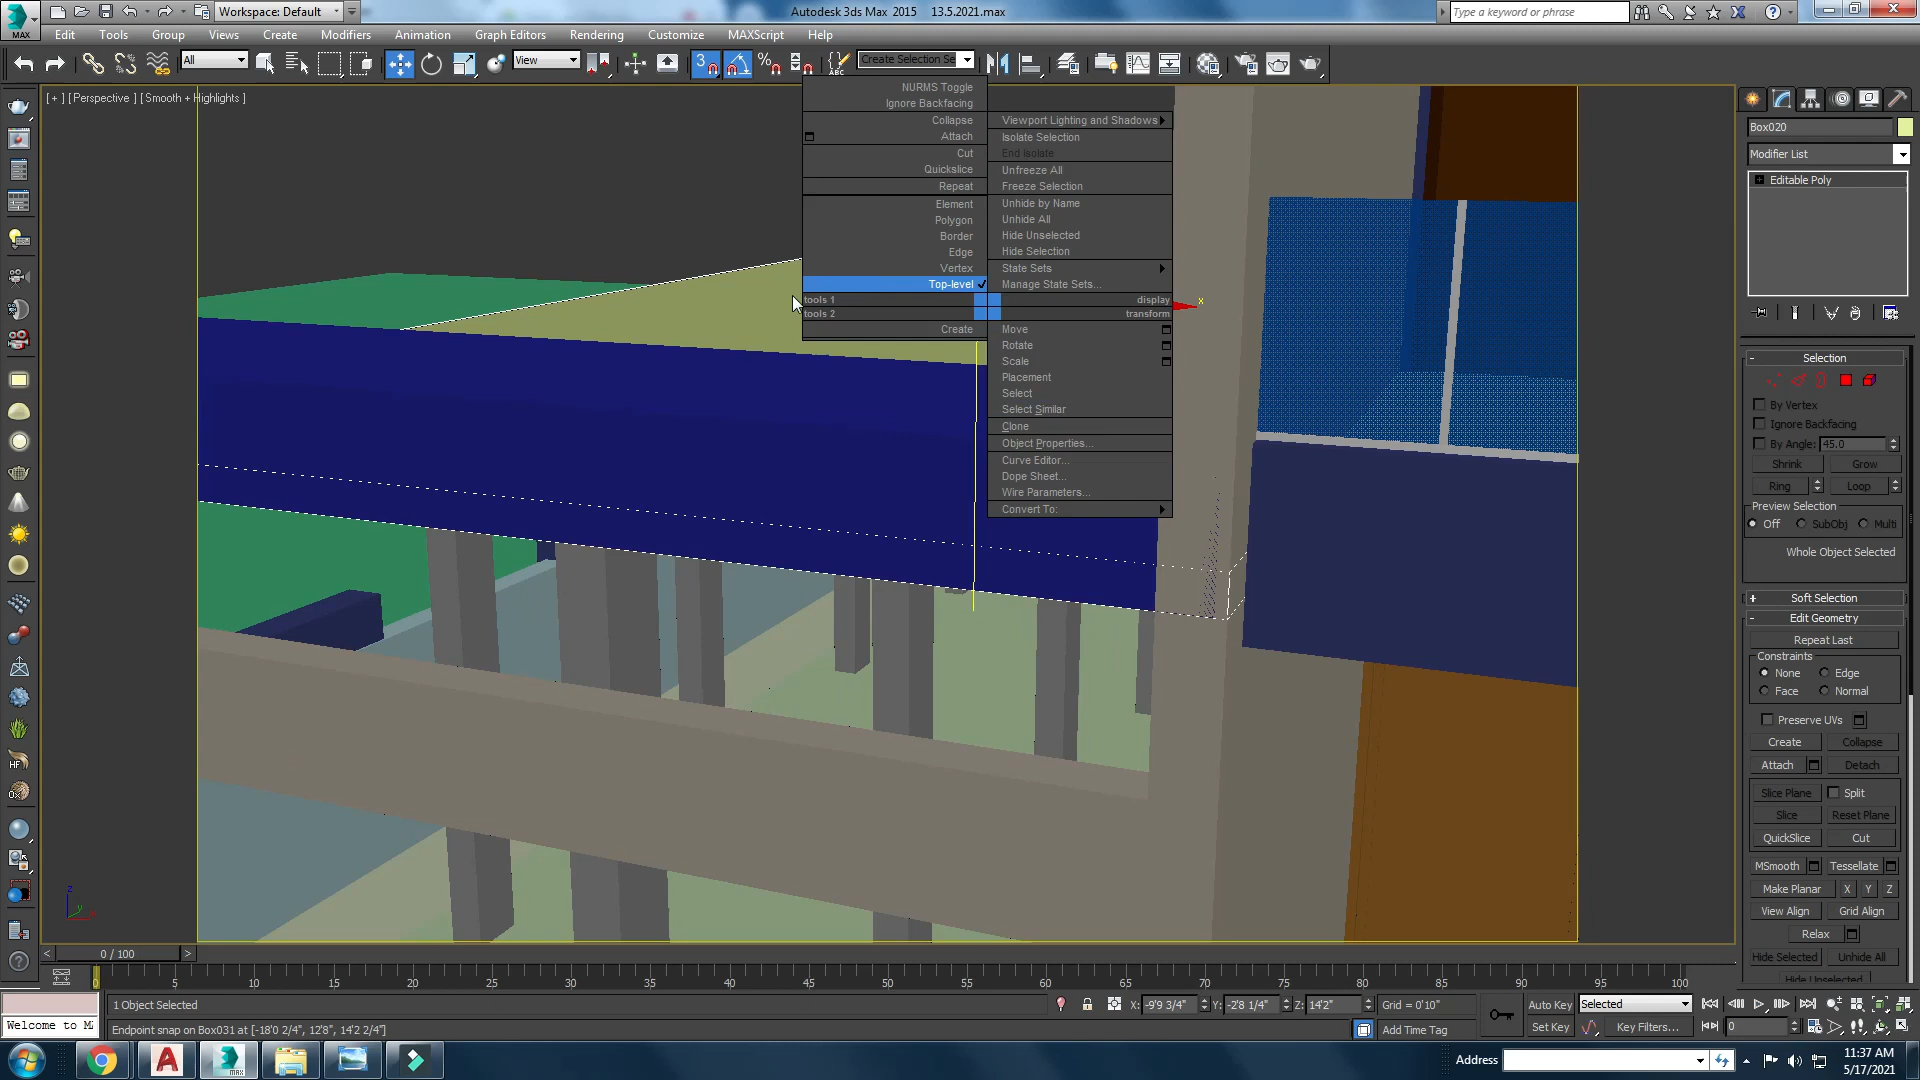 Workspace: Default
Autodesk 3ds Max 2015    13.5.2021.max
Type a keyword or phrase
MAX
Edit Tools Group Views Create Modifiers Animation Graph Editors Rendering Customize MAXScript Help
All
View
3
ABC
Create Selection Se
[ + ] [ Perspective ] [ Smooth + Highlights ]
NURMS Toggle
Ignore Backfacing
Collapse
Attach
Cut
Quickslice
Repeat
Element
Polygon
Border
Edge
Vertex
Top-level
tools 1
tools 2
Create
Viewport Lighting and Shadows
Isolate Selection
End Isolate
Unfreeze All
Freeze Selection
Unhide by Name
Unhide All
Hide Unselected
Hide Selection
State Sets
Manage State Sets...
display
transform
Move
Rotate
Scale
Placement
Select
Select Similar
Clone
Object Properties...
Curve Editor...
Dope Sheet...
Wire Parameters...
Convert To:
x
z
y
HF
Box020
Modifier List
Editable Poly
- Selection
By Vertex
Ignore Backfacing
By Angle: 45.0
Shrink Grow
Ring Loop
Preview Selection
Off SubObj Multi
Whole Object Selected
+ Soft Selection
- Edit Geometry
Repeat Last
Constraints
None Edge
Face Normal
Preserve UVs
Create Collapse
Attach Detach
Slice Plane Split
Slice Reset Plane
QuickSlice Cut
MSmooth Tessellate
Make Planar X Y Z
View Align Grid Align
Relax
Hide Selected Unhide All
Hide Unselected
< 0 / 100 >
0 5 10 15 20 25 30 35 40 45 50 55 60 65 70 75 80 85 90 95 100
1 Object Selected
X: -9'9 3/4" Y: -2'8 1/4" Z: 14'2" Grid = 0'10"
Auto Key Selected
Welcome to M
Endpoint snap on Box031 at [-18'0 2/4", 12'8", 14'2 2/4"]
Add Time Tag
Set Key Key Filters...
0
MAX
Address
11:37 AM
5/17/2021